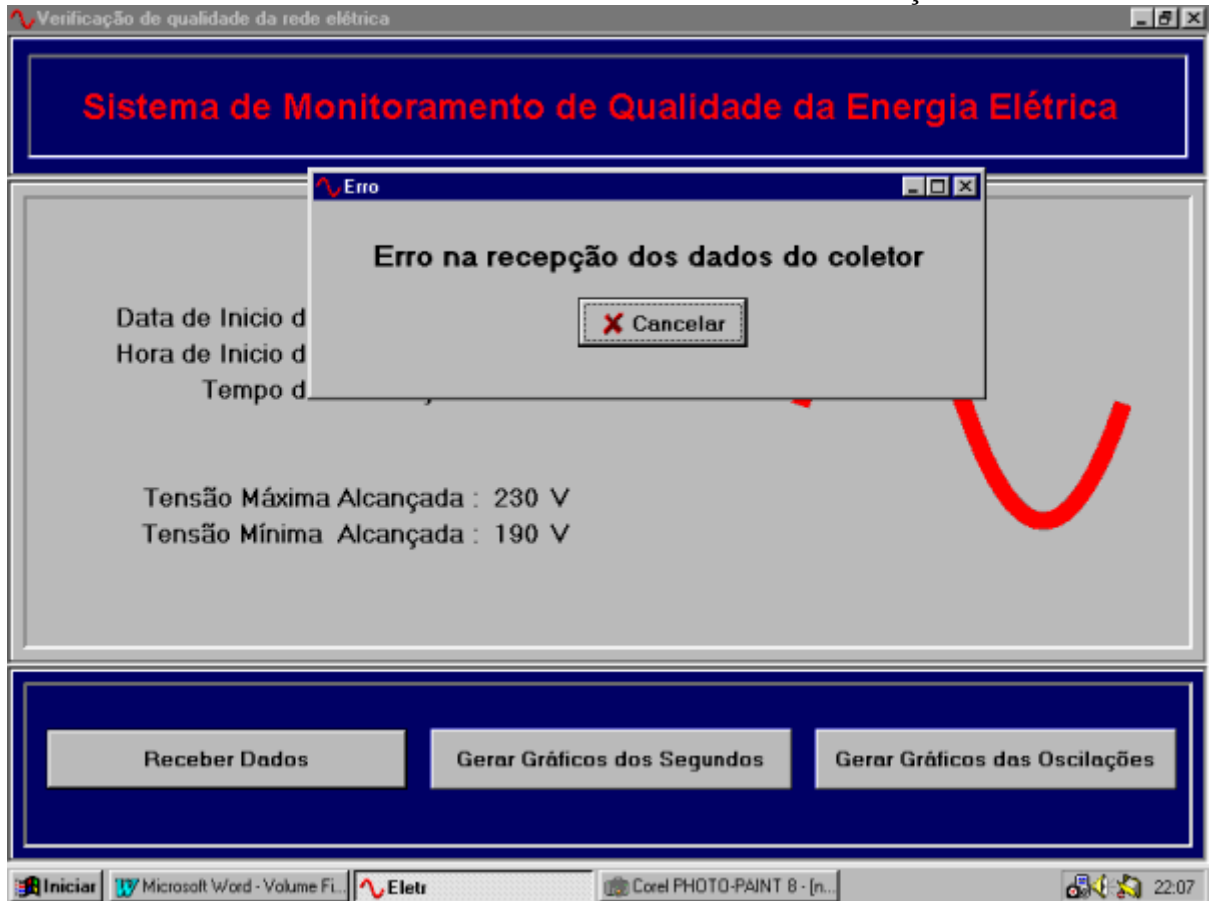 Verificação de qualidade da rede elétrica
Sistema de Monitoramento de Qualidade da Energia Elétrica
Erro
Erro na recepção dos dados do coletor
Cancelar
Data de Inicio d
Hora de Inicio d
Tempo d
Tensão Máxima Alcançada : 230 V
Tensão Mínima Alcançada : 190 V
Receber Dados
Gerar Gráficos dos Segundos
Gerar Gráficos das Oscilações
Iniciar
Microsoft Word - Volume Fi...
Eletr
Corel PHOTO-PAINT 8 - [n...
22:07